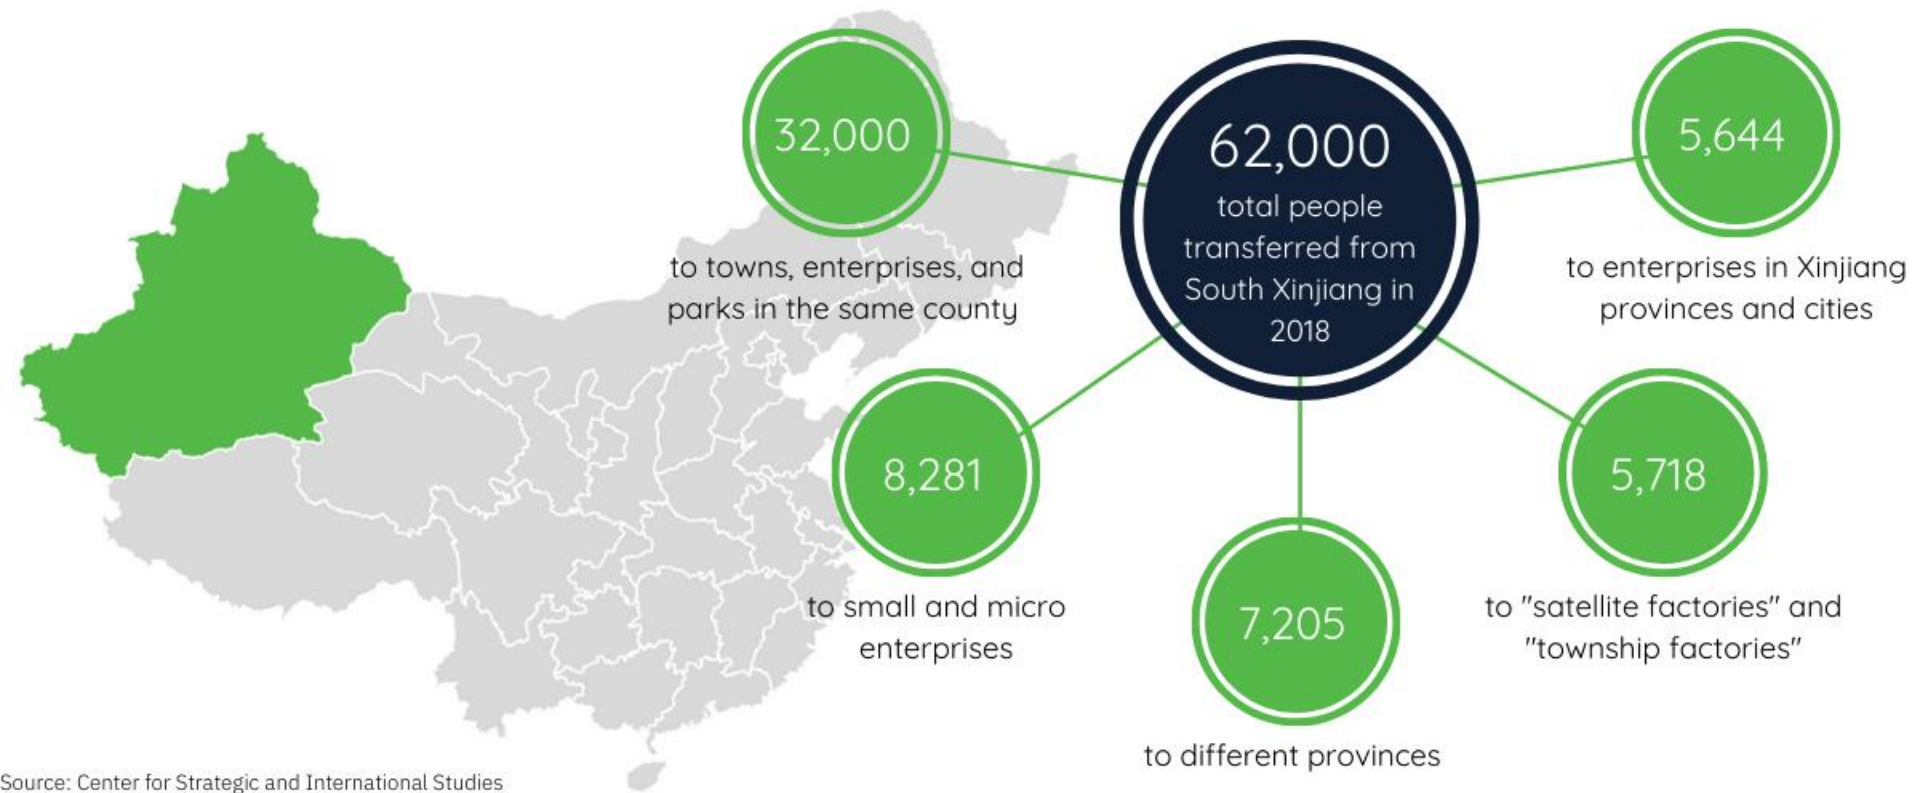 32,000
to towns, enterprises, and
parks in the same county
62,000
total people
transferred from
South Xinjiang in
2018
5,644
to enterprises in Xinjiang
provinces and cities
8,281
to small and micro
enterprises
7,205
to different provinces
5,718
to "satellite factories" and
"township factories"
Source: Center for Strategic and International Studies